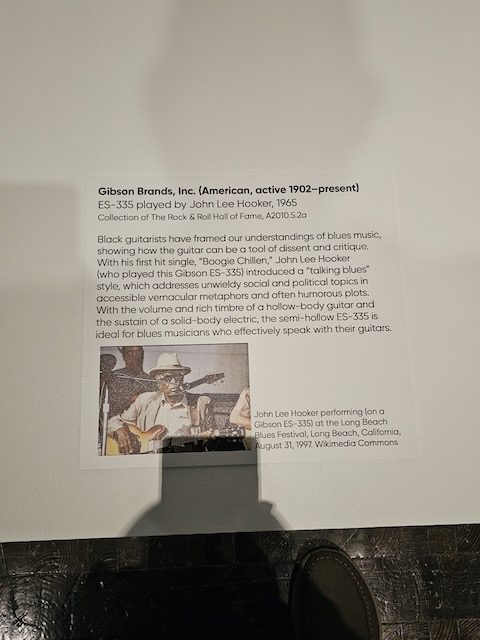 Gibson Brands, Inc. (American, active 1902–present)
ES-335 played by John Lee Hooker, 1965
Collection of The Rock & Roll Hall of Fame, A2010.5.2a
Black guitarists have framed our understandings of blues music,
showing how the guitar can be a tool of dissent and critique.
With his first hit single, “Boogie Chillen,” John Lee Hooker
(who played this Gibson ES-335) introduced a “talking blues”
style, which addresses unwieldy social and political topics in
accessible vernacular metaphors and often humorous plots.
With the volume and rich timbre of a hollow-body guitar and
the sustain of a solid-body electric, the semi-hollow ES-335 is
ideal for blues musicians who effectively speak with their guitars.
John Lee Hooker performing (on a
Gibson ES-335) at the Long Beach
Blues Festival, Long Beach, California,
August 31, 1997. Wikimedia Commons